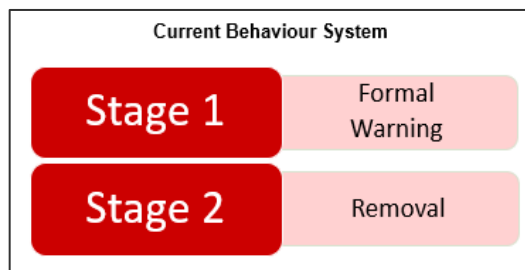 Current Behaviour System
Stage 1
Formal
Warning
Stage 2
Removal